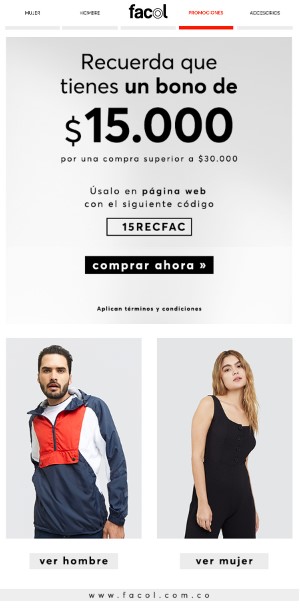 MUJER HOMBRE facol PROMOCIONES ACCESORIOS
Recuerda que
tienes un bono de
$15.000
por una compra superior a $30.000
Úsalo en página web
con el siguiente código
15RECFAC
comprar ahora »
Aplican términos y condiciones
ver hombre ver mujer
www.facol.com.co